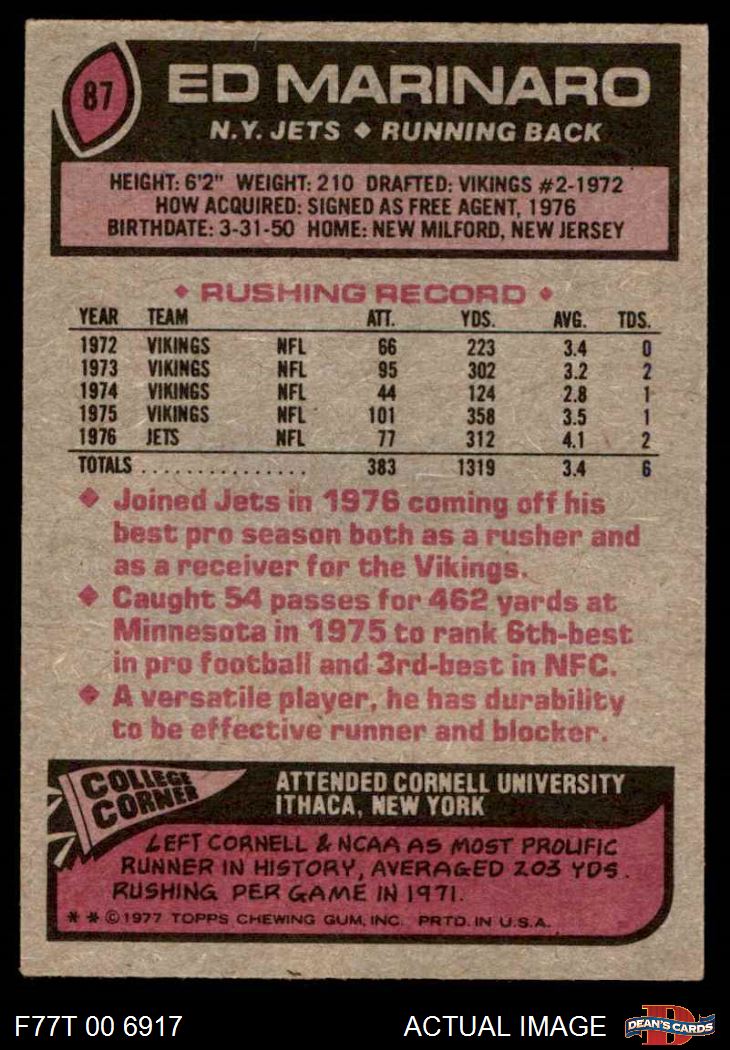 87
ED MARINARO
N.Y. JETS ◆ RUNNING BACK
HEIGHT: 6'2" WEIGHT: 210 DRAFTED: VIKINGS #2-1972
HOW ACQUIRED: SIGNED AS FREE AGENT, 1976
BIRTHDATE: 3-31-50 HOME: NEW MILFORD, NEW JERSEY
◆ RUSHING RECORD ◆
YEAR TEAM ATT. YDS. AVG. TDS.
1972 VIKINGS NFL 66 223 3.4 0
1973 VIKINGS NFL 95 302 3.2 2
1974 VIKINGS NFL 44 124 2.8 1
1975 VIKINGS NFL 101 358 3.5 1
1976 JETS NFL 77 312 4.1 2
TOTALS ................ 383 1319 3.4 6
◆ Joined Jets in 1976 coming off his
best pro season both as a rusher and
as a receiver for the Vikings.
◆ Caught 54 passes for 462 yards at
Minnesota in 1975 to rank 6th-best
in pro football and 3rd-best in NFC.
◆ A versatile player, he has durability
to be effective runner and blocker.
COLLEGE
CORNER
ATTENDED CORNELL UNIVERSITY
ITHACA, NEW YORK
LEFT CORNELL & NCAA AS MOST PROLIFIC
RUNNER IN HISTORY, AVERAGED 203 YDS.
RUSHING PER GAME IN 1971.
* * © 1977 TOPPS CHEWING GUM, INC. PRTD. IN U.S.A.
F77T 00 6917 ACTUAL IMAGE
D
DEAN'S CARDS